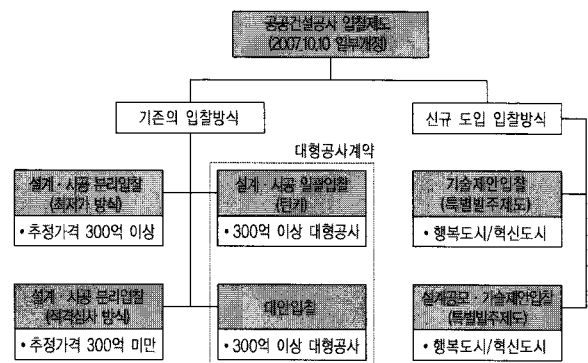 공공건설공사 입찰제도
(2007.10.10 일부개정)
기존의 입찰방식
신규 도입 입찰방식
대형공사계약
설계·시공 분리입찰
(최저가 방식)
• 추정가격 300억 이상
설계·시공 일괄입찰
(턴키)
• 300억 이상 대형공사
기술제안입찰
(특별발주제도)
• 행복도시/혁신도시
설계·시공 분리입찰
(적격심사 방식)
• 추정가격 300억 미만
대안입찰
• 300억 이상 대형공사
설계공모·기술제안입찰
(특별발주제도)
• 행복도시/혁신도시